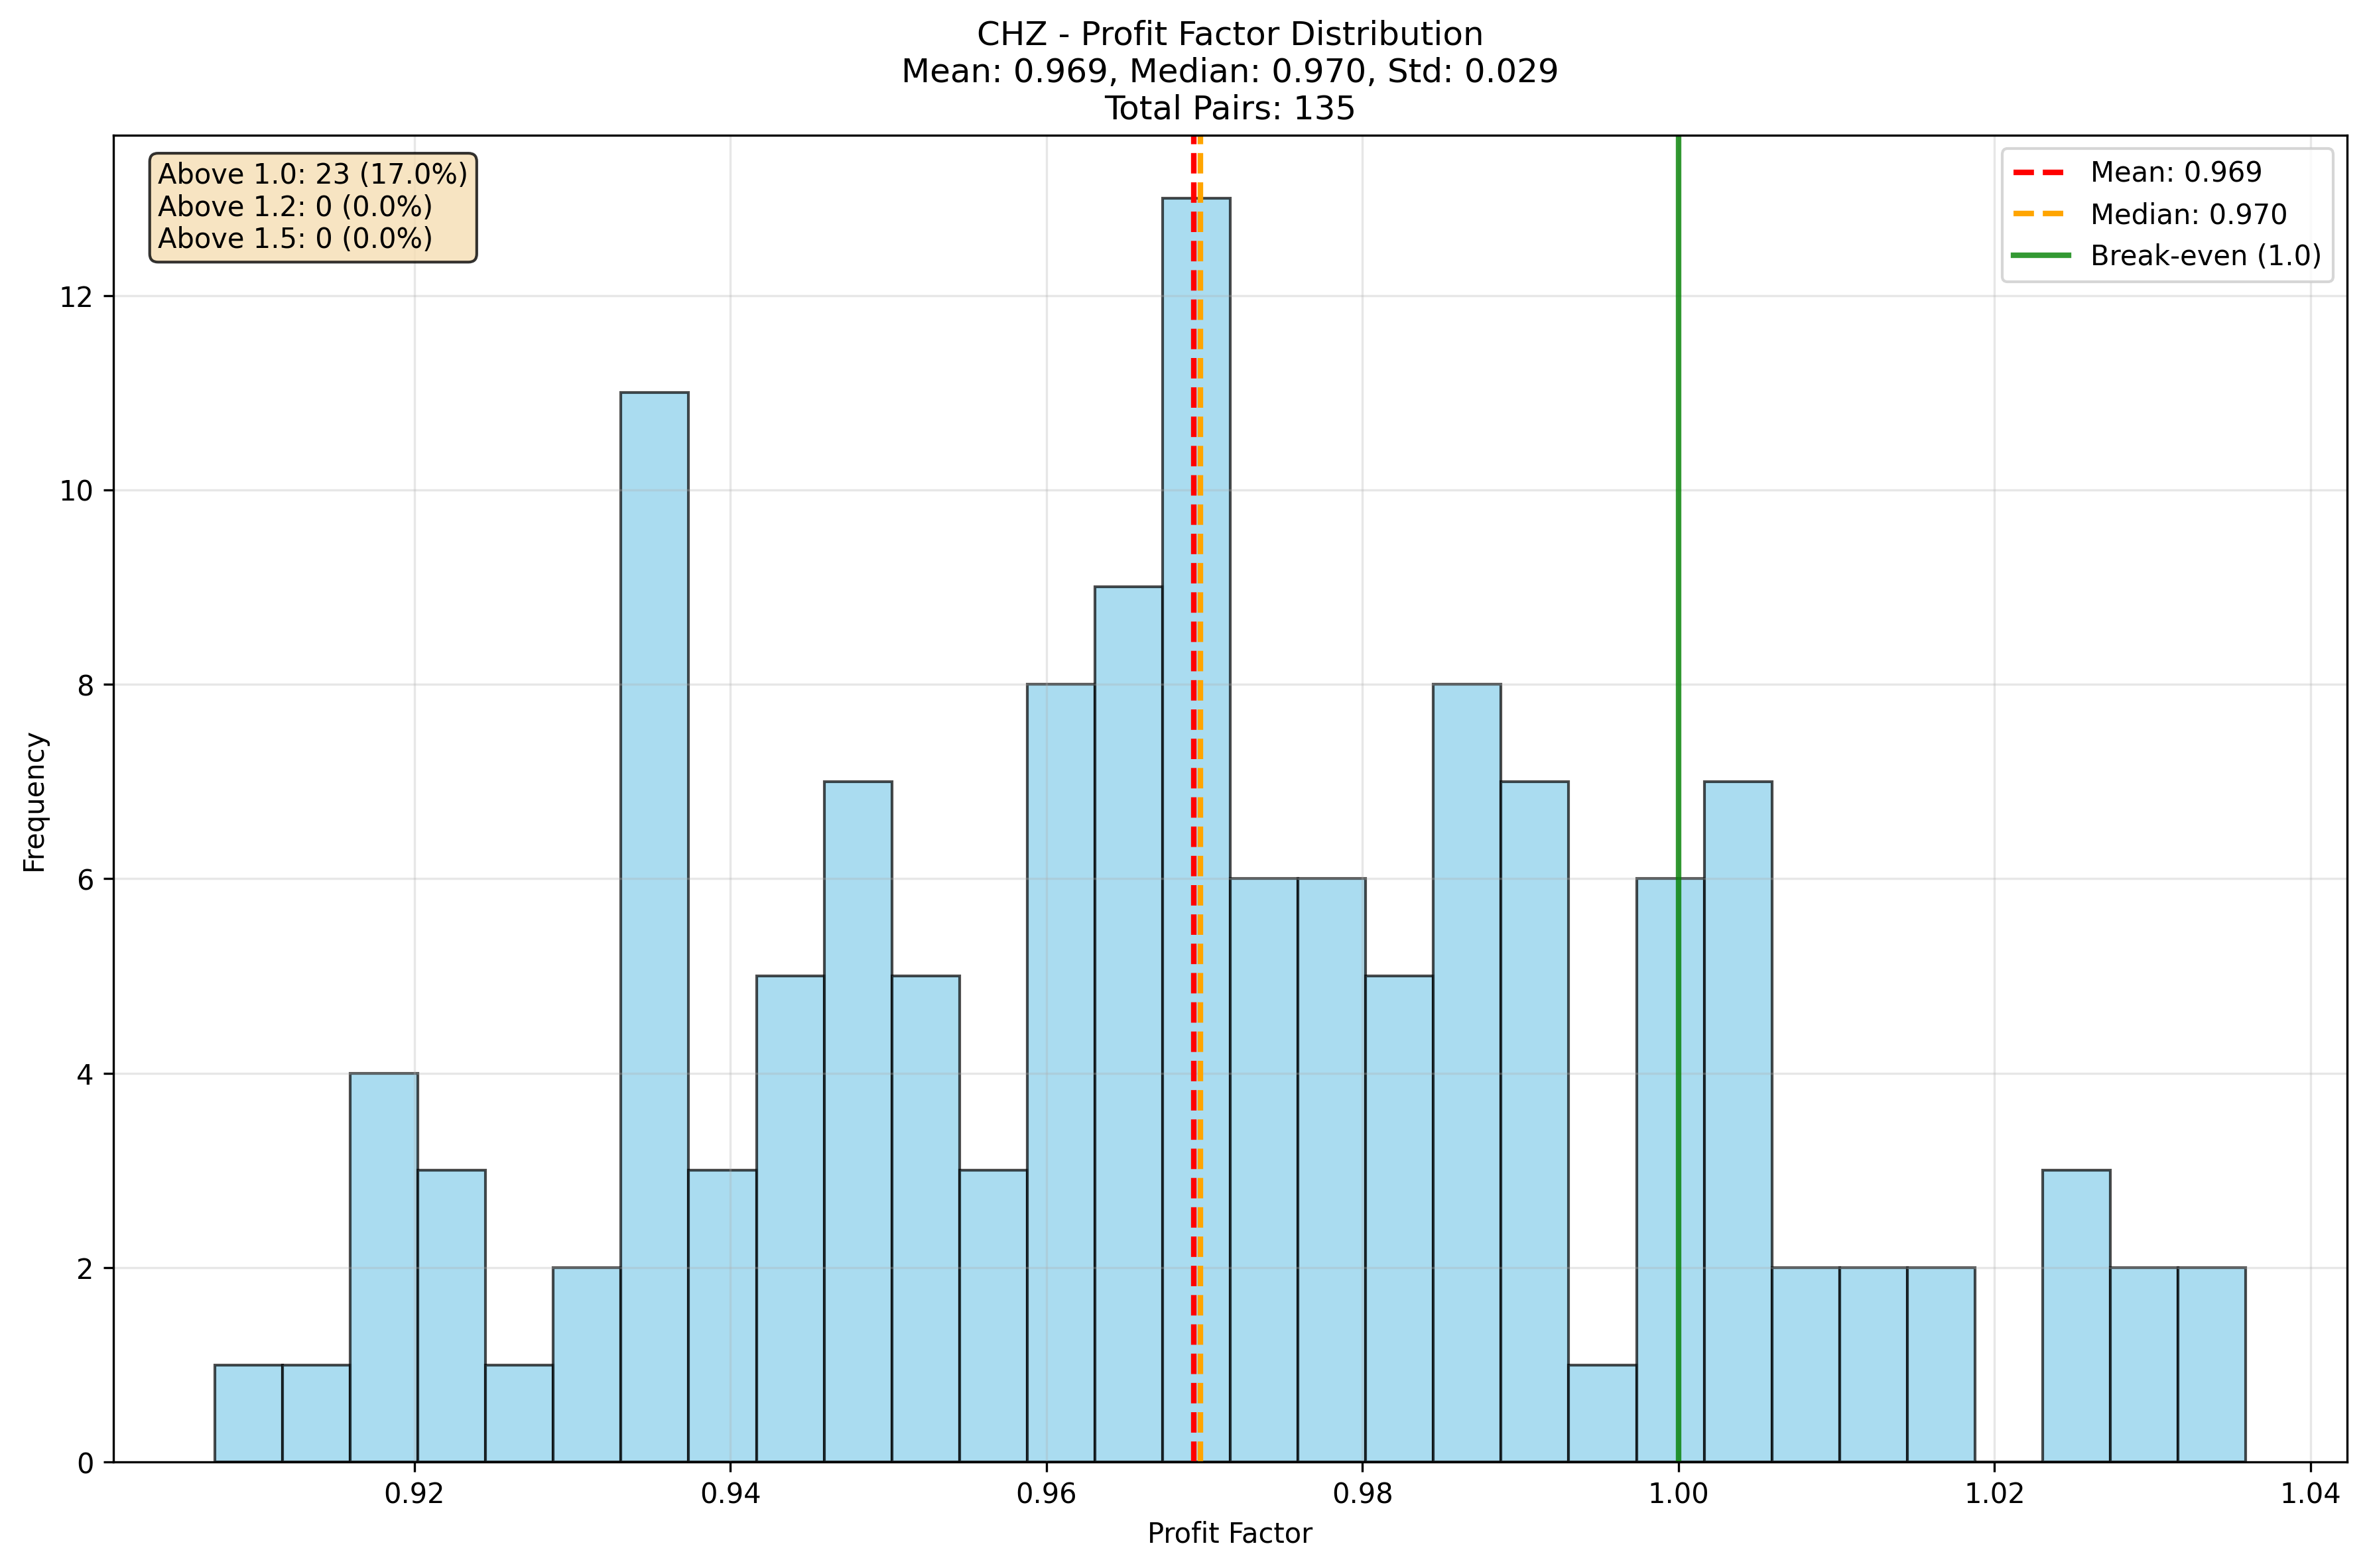 CHZ - Profit Factor Distribution
Mean: 0.969, Median: 0.970, Std: 0.029
Total Pairs: 135
Above 1.0: 23 (17.0%)
Above 1.2: 0 (0.0%)
Above 1.5: 0 (0.0%)
Mean: 0.969
Median: 0.970
Break-even (1.0)
Frequency
12
10
8
6
4
2
0
0.92
0.94
0.96
0.98
1.00
1.02
1.04
Profit Factor